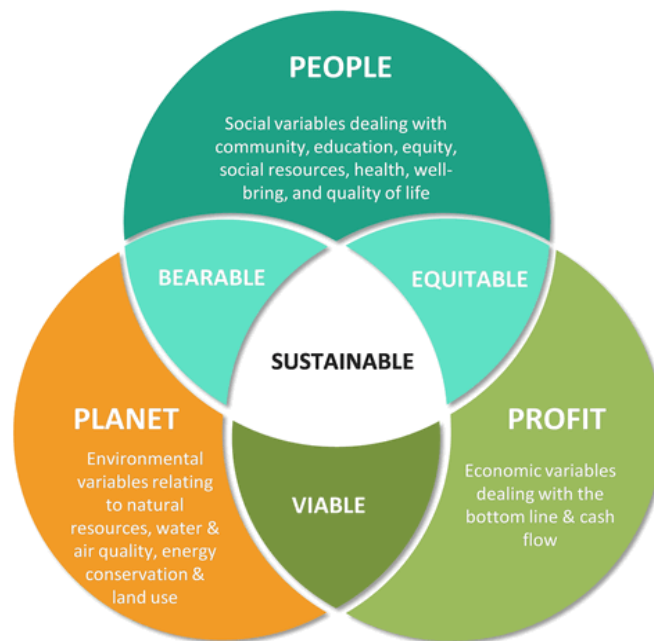 PEOPLE
Social variables dealing with
community, education, equity,
social resources, health, well-
bring, and quality of life
BEARABLE
EQUITABLE
SUSTAINABLE
PLANET
Environmental
variables relating
to natural
resources, water &
air quality, energy
conservation &
land use
PROFIT
Economic variables
dealing with the
bottom line & cash
flow
VIABLE